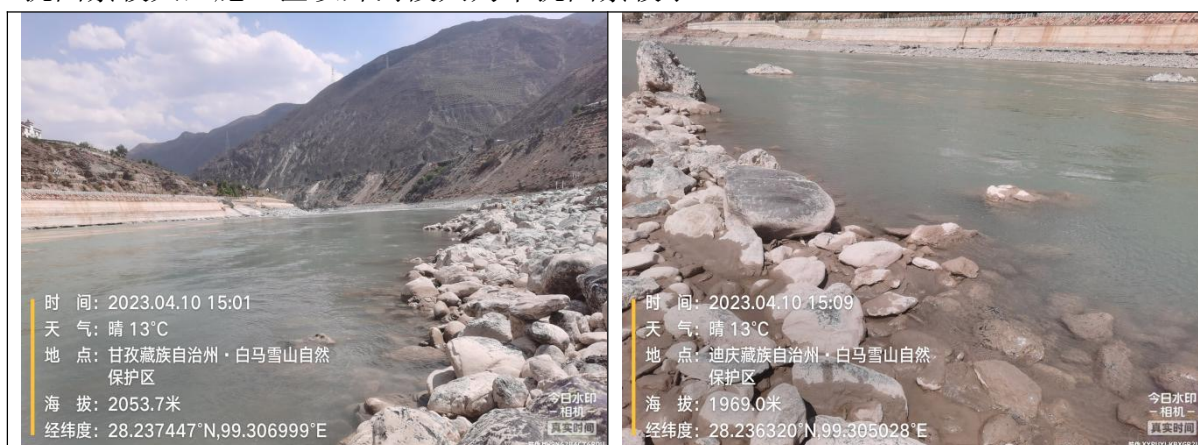 时 间：2023.04.10 15:01
天 气：晴 13°C
地 点：甘孜藏族自治州·白马雪山自然
保护区
海 拔：2053.7米
经纬度：28.237447°N,99.306999°E
今日水印
相机
真实时间
时 间：2023.04.10 15:09
天 气：晴 13°C
地 点：迪庆藏族自治州·白马雪山自然
保护区
海 拔：1969.0米
经纬度：28.236320°N,99.305028°E
今日水印
-相机-
真实时间